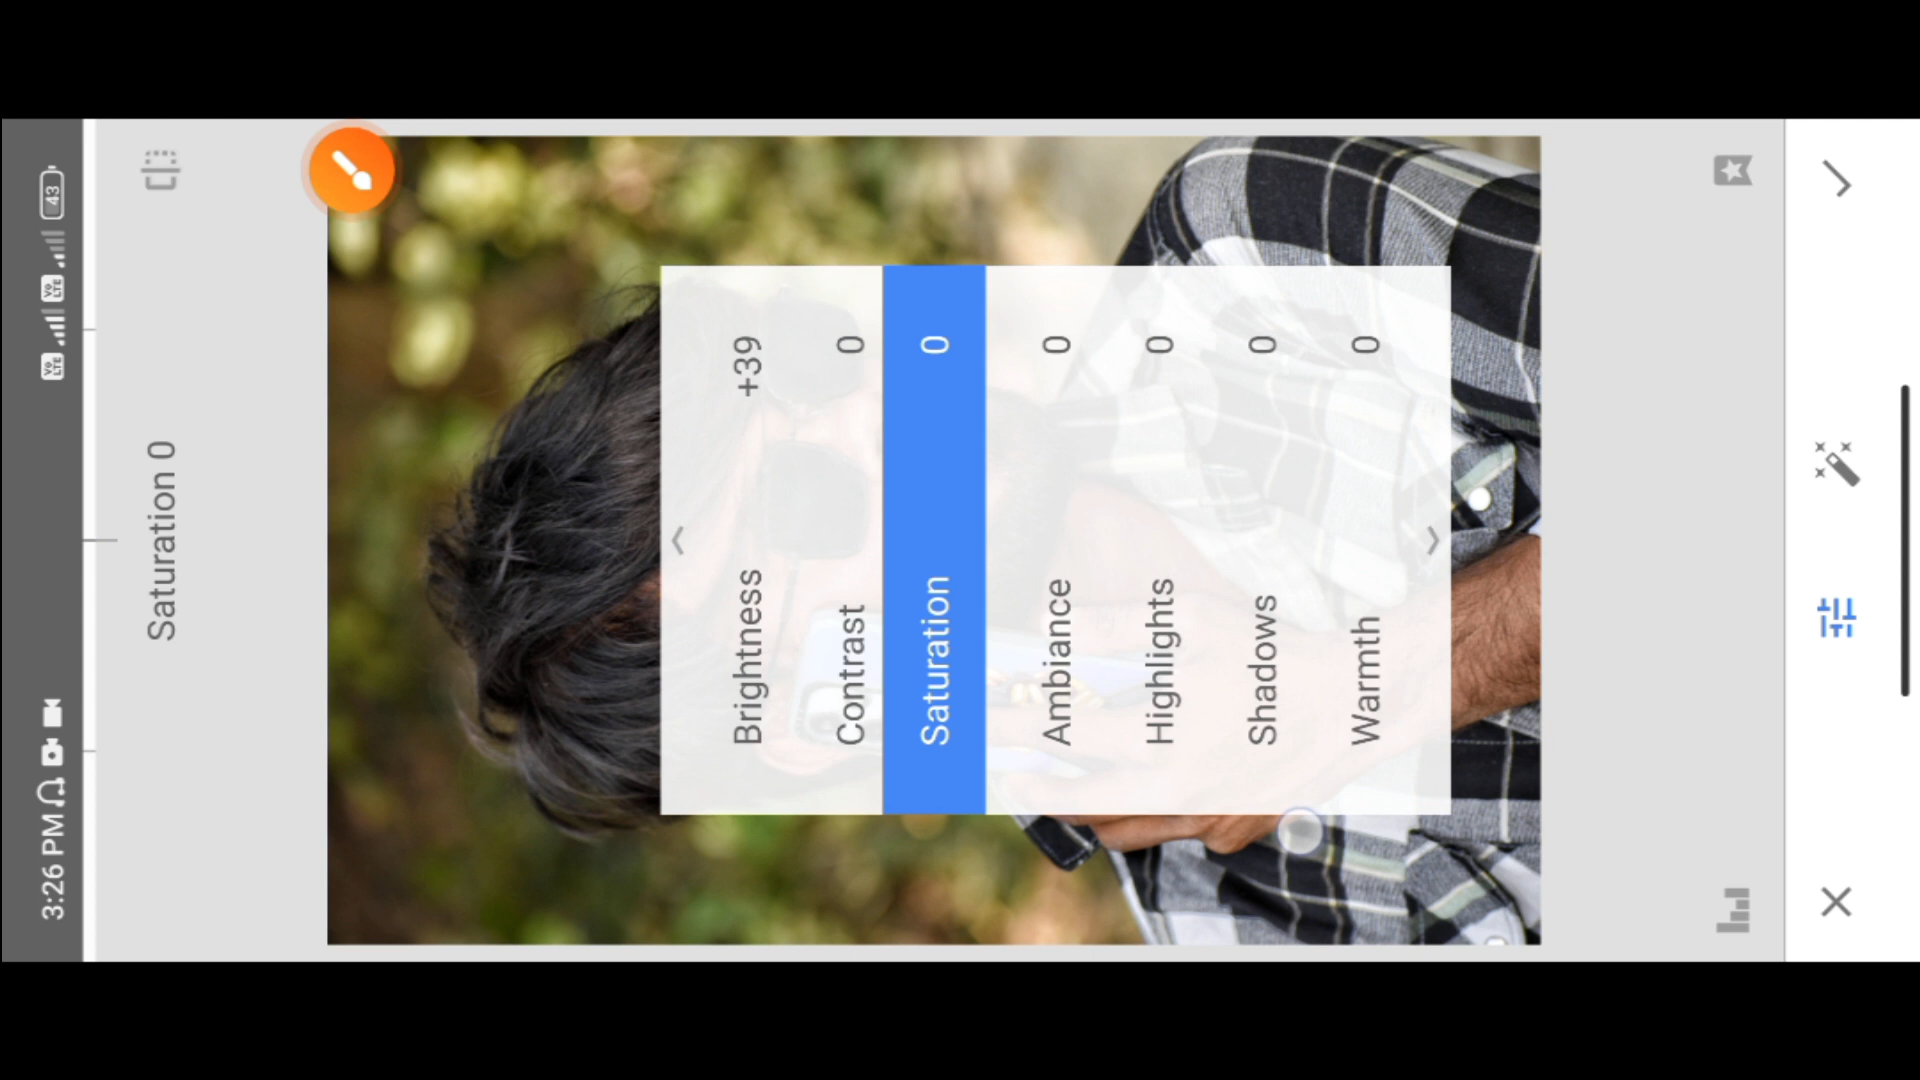 3:26 PM
43
Saturation 0
Brightness +39
Contrast 0
Saturation 0
Ambiance 0
Highlights 0
Shadows 0
Warmth 0